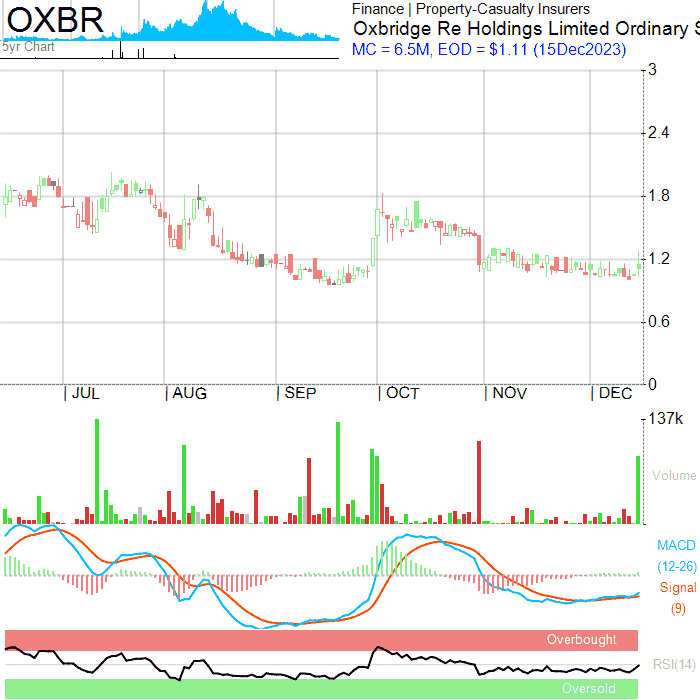 OXBR
5yr Chart
Finance | Property-Casualty Insurers
Oxbridge Re Holdings Limited Ordinary S
MC = 6.5M, EOD = $1.11 (15Dec2023)
3
2.4
1.8
1.2
0.6
0
JUL AUG SEP OCT NOV DEC
137k
Volume
MACD
(12-26)
Signal
(9)
Overbought
RSI(14)
Oversold